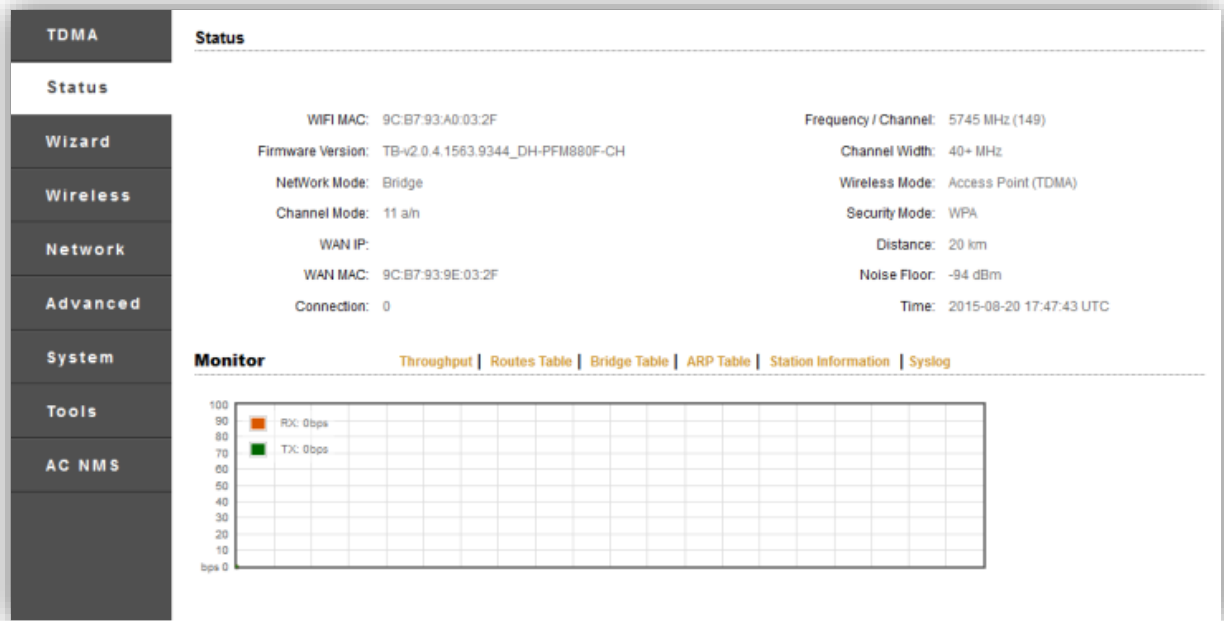 TDMA
Status
Wizard
Wireless
Network
Advanced
System
Tools
AC NMS
Status
WIFI MAC: 9C:B7:93:A0:03:2F
Firmware Version: TB-v2.0.4.1563.9344_DH-PFM880F-CH
NetWork Mode: Bridge
Channel Mode: 11 a/n
WAN IP:
WAN MAC: 9C:B7:93:9E:03:2F
Connection: 0
Frequency / Channel: 5745 MHz (149)
Channel Width: 40+ MHz
Wireless Mode: Access Point (TDMA)
Security Mode: WPA
Distance: 20 km
Noise Floor: -94 dBm
Time: 2015-08-20 17:47:43 UTC
Monitor Throughput | Routes Table | Bridge Table | ARP Table | Station Information | Syslog
100
90
80
70
60
50
40
30
20
10
bps 0
RX: 0bps
TX: 0bps